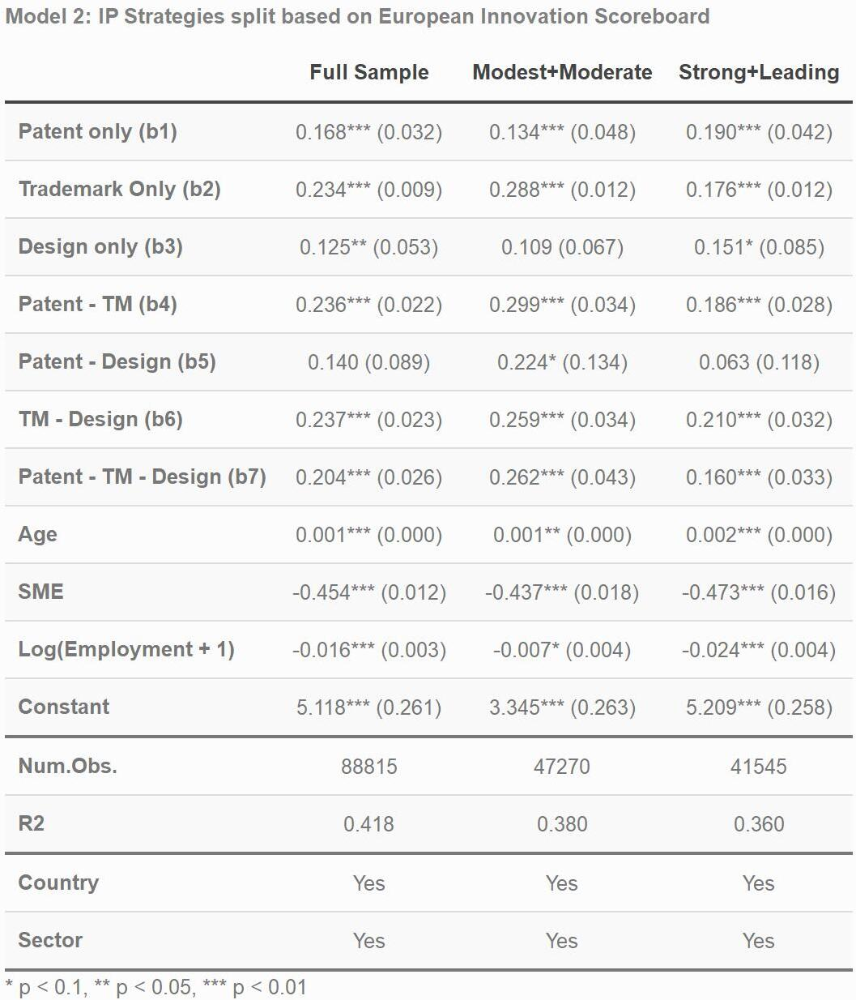 Model 2: IP Strategies split based on European Innovation Scoreboard
Full Sample Modest+Moderate Strong+Leading
Patent only (b1) 0.168*** (0.032) 0.134*** (0.048) 0.190*** (0.042)
Trademark Only (b2) 0.234*** (0.009) 0.288*** (0.012) 0.176*** (0.012)
Design only (b3) 0.125** (0.053) 0.109 (0.067) 0.151* (0.085)
Patent - TM (b4) 0.236*** (0.022) 0.299*** (0.034) 0.186*** (0.028)
Patent - Design (b5) 0.140 (0.089) 0.224* (0.134) 0.063 (0.118)
TM - Design (b6) 0.237*** (0.023) 0.259*** (0.034) 0.210*** (0.032)
Patent - TM - Design (b7) 0.204*** (0.026) 0.262*** (0.043) 0.160*** (0.033)
Age 0.001*** (0.000) 0.001** (0.000) 0.002*** (0.000)
SME -0.454*** (0.012) -0.437*** (0.018) -0.473*** (0.016)
Log(Employment + 1) -0.016*** (0.003) -0.007* (0.004) -0.024*** (0.004)
Constant 5.118*** (0.261) 3.345*** (0.263) 5.209*** (0.258)
Num.Obs. 88815 47270 41545
R2 0.418 0.380 0.360
Country Yes Yes Yes
Sector Yes Yes Yes
* p < 0.1, ** p < 0.05, *** p < 0.01